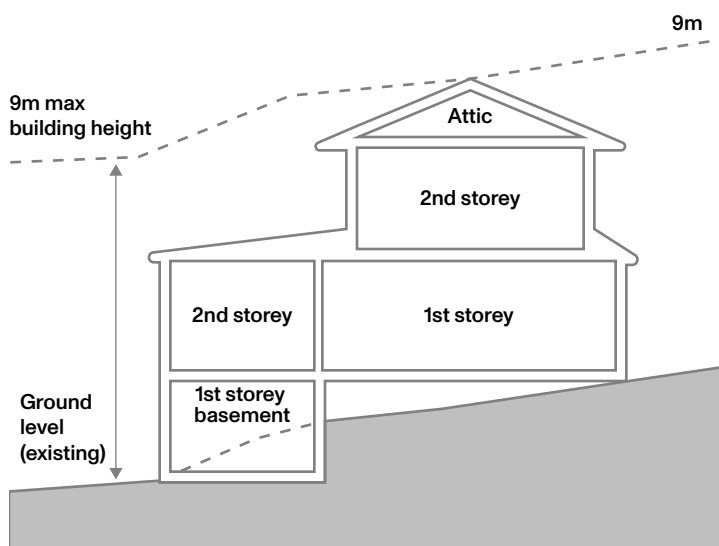 9m
9m max
building height
Attic
2nd storey
2nd storey
1st storey
1st storey
basement
Ground
level
(existing)